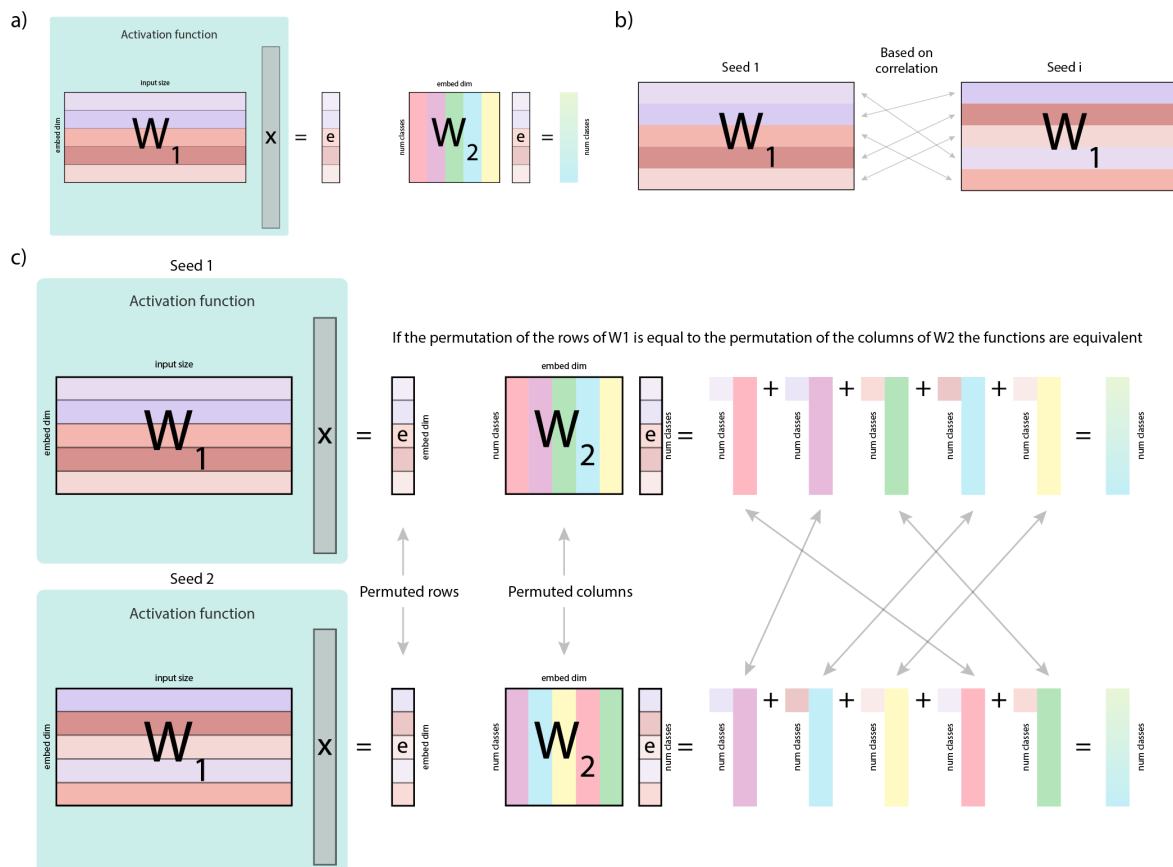 a)
Activation function
input size
embed dim
W1
x
=
e
embed dim
num classes
W2
e
=
num classes
b)
Based on
correlation
Seed 1
Seed i
W1
W1
c)
Seed 1
Activation function
If the permutation of the rows of W1 is equal to the permutation of the columns of W2 the functions are equivalent
input size
embed dim
W1
x
=
e
embed dim
embed dim
num classes
W2
e
num classes
=
num classes
+
num classes
+
num classes
+
num classes
+
num classes
=
num classes
Seed 2
Permuted rows
Permuted columns
Activation function
input size
embed dim
W1
x
=
e
embed dim
embed dim
num classes
W2
e
num classes
=
num classes
+
num classes
+
num classes
+
num classes
+
num classes
=
num classes